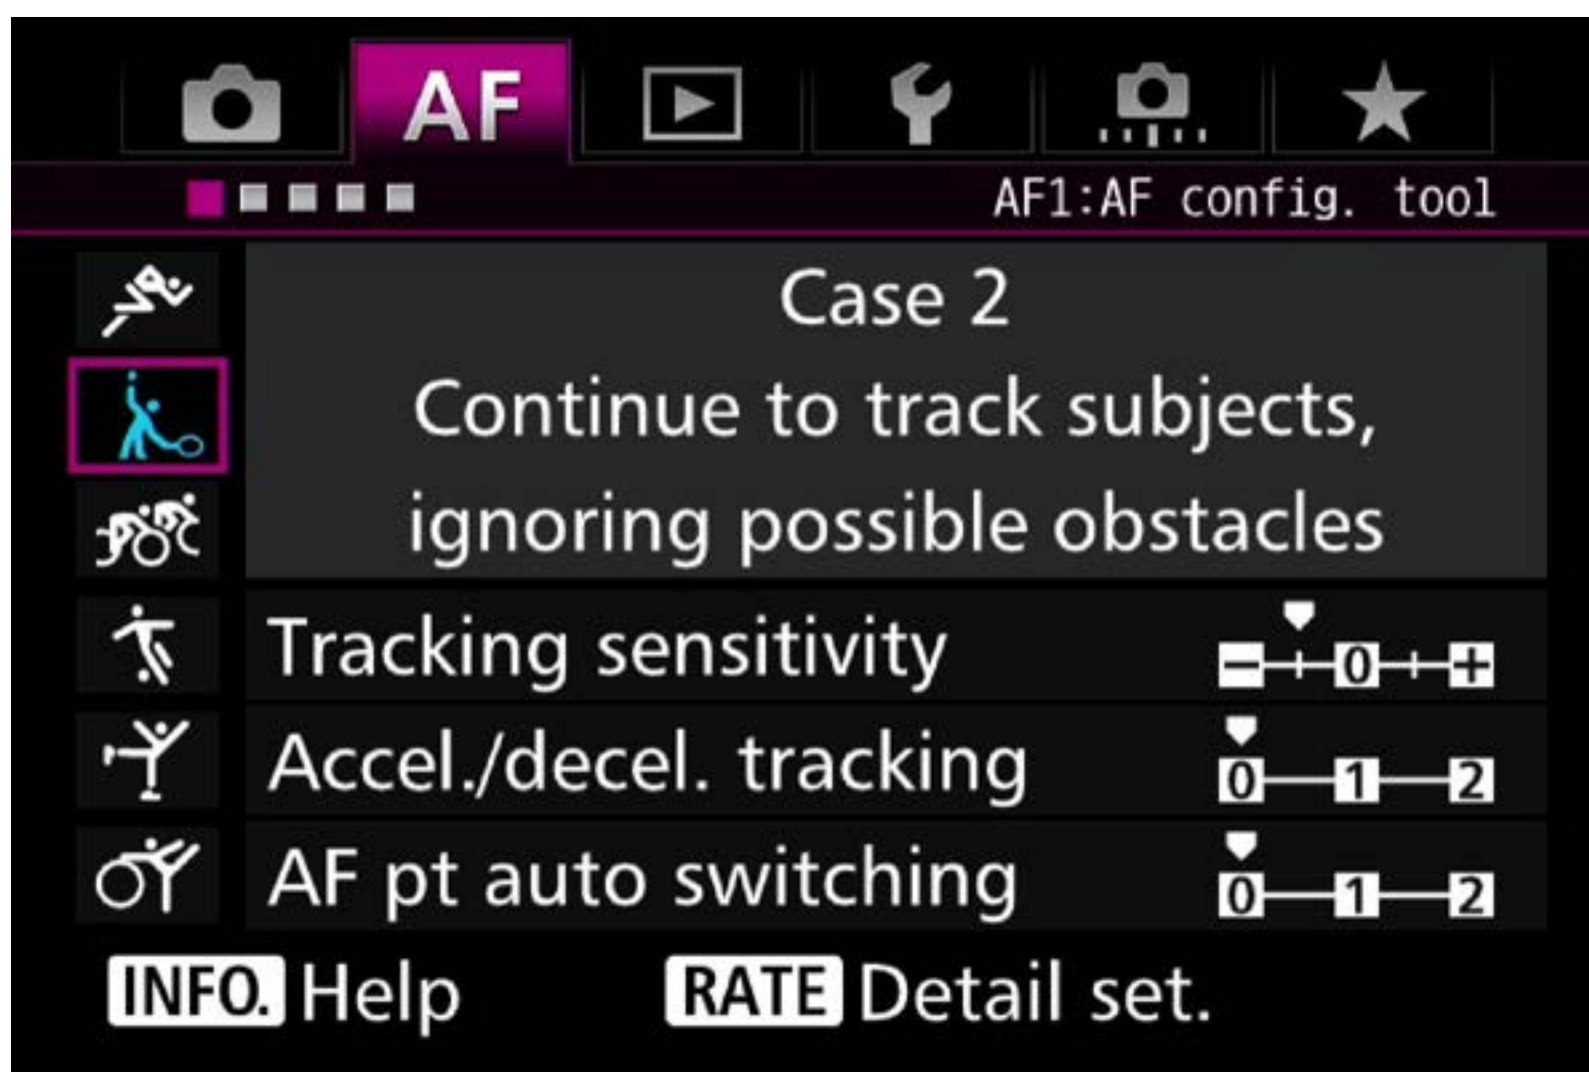 AF
AF1:AF config. tool
Case 2
Continue to track subjects,
ignoring possible obstacles
Tracking sensitivity
− 0 +
Accel./decel. tracking
0 1 2
AF pt auto switching
0 1 2
INFO. Help RATE Detail set.